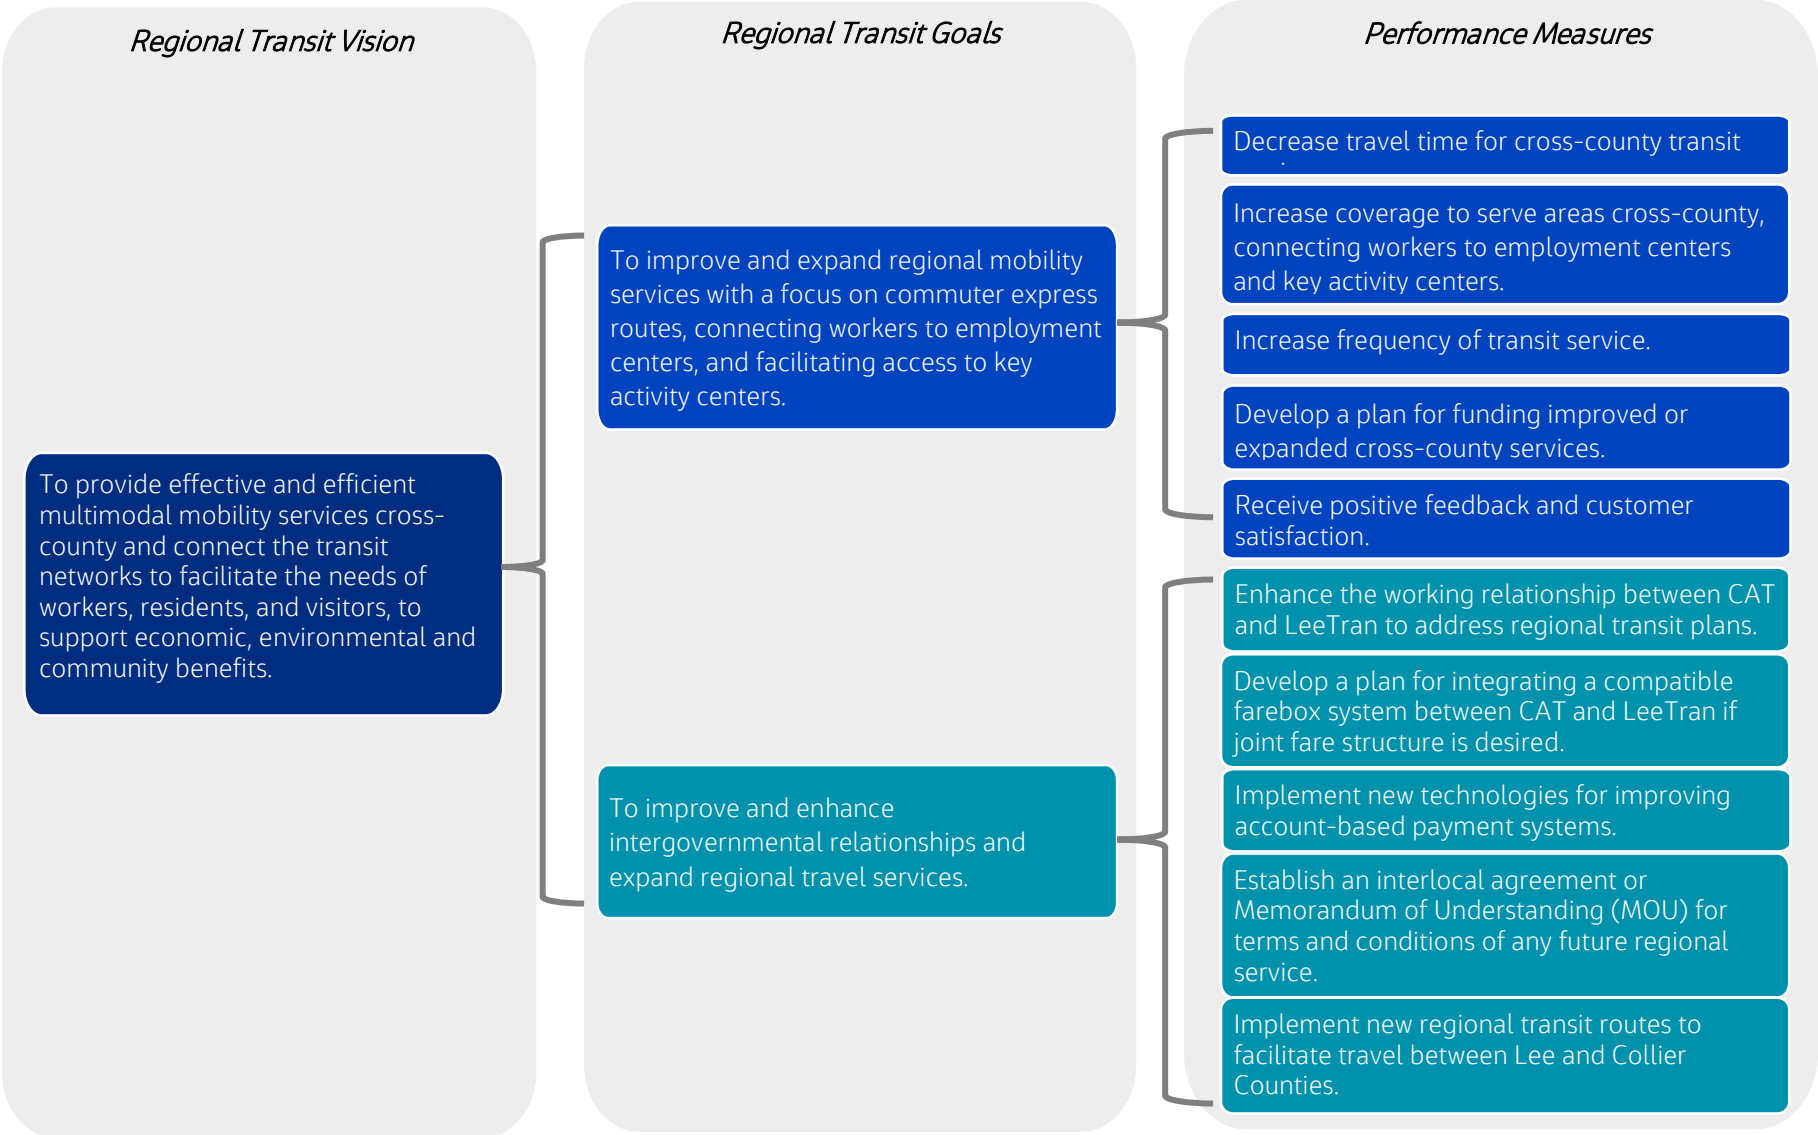 Regional Transit Vision
Regional Transit Goals
Performance Measures
To provide effective and efficient
multimodal mobility services cross-
county and connect the transit
networks to facilitate the needs of
workers, residents, and visitors, to
support economic, environmental and
community benefits.
To improve and expand regional mobility
services with a focus on commuter express
routes, connecting workers to employment
centers, and facilitating access to key
activity centers.
To improve and enhance
intergovernmental relationships and
expand regional travel services.
Decrease travel time for cross-county transit
Increase coverage to serve areas cross-county,
connecting workers to employment centers
and key activity centers.
Increase frequency of transit service.
Develop a plan for funding improved or
expanded cross-county services.
Receive positive feedback and customer
satisfaction.
Enhance the working relationship between CAT
and LeeTran to address regional transit plans.
Develop a plan for integrating a compatible
farebox system between CAT and LeeTran if
joint fare structure is desired.
Implement new technologies for improving
account-based payment systems.
Establish an interlocal agreement or
Memorandum of Understanding (MOU) for
terms and conditions of any future regional
service.
Implement new regional transit routes to
facilitate travel between Lee and Collier
Counties.